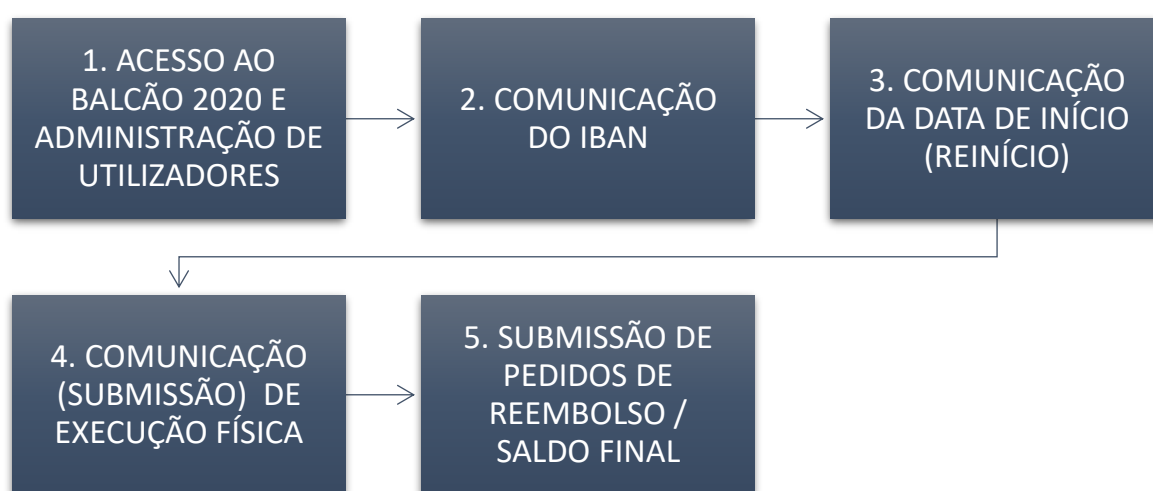 1. ACESSO AO
BALCÃO 2020 E
ADMINISTRAÇÃO DE
UTILIZADORES
2. COMUNICAÇÃO
DO IBAN
3. COMUNICAÇÃO
DA DATA DE INÍCIO
(REINÍCIO)
4. COMUNICAÇÃO
(SUBMISSÃO) DE
EXECUÇÃO FÍSICA
5. SUBMISSÃO DE
PEDIDOS DE
REEMBOLSO /
SALDO FINAL